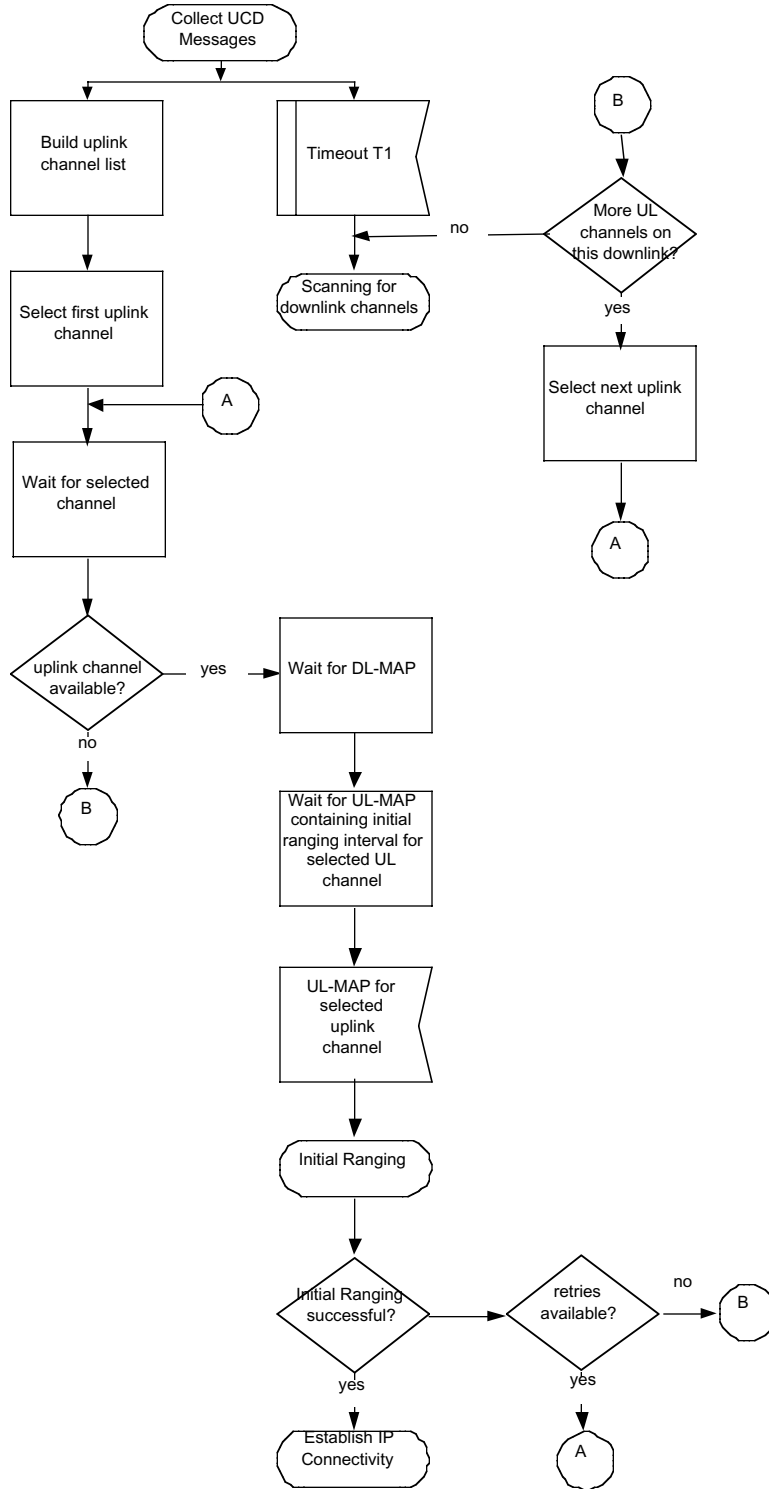 Collect UCD
Messages
Build uplink
channel list
Timeout T1
B
More UL
channels on
this downlink?
no
yes
Scanning for
downlink channels
Select first uplink
channel
Select next uplink
channel
A
A
Wait for selected
channel
uplink channel
available?
yes
no
B
Wait for DL-MAP
Wait for UL-MAP
containing initial
ranging interval for
selected UL
channel
UL-MAP for
selected
uplink
channel
Initial Ranging
Initial Ranging
successful?
yes
retries
available?
no
B
yes
Establish IP
Connectivity
A